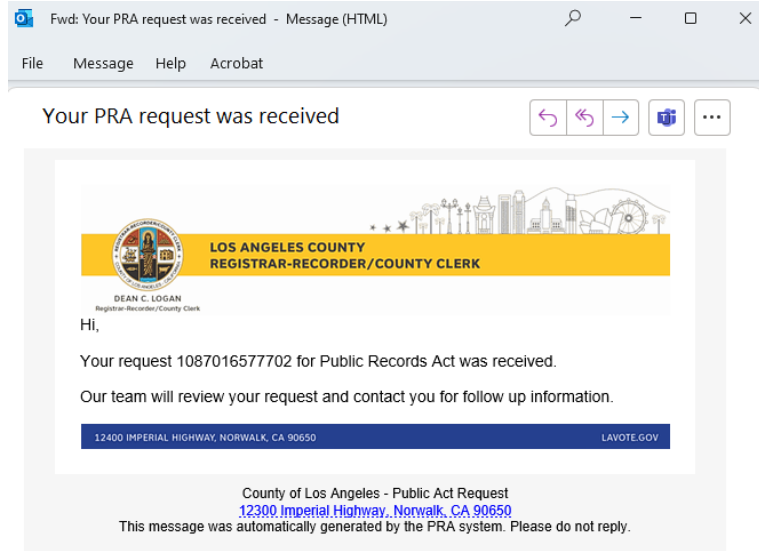 Fwd: Your PRA request was received - Message (HTML)
File Message Help Acrobat
Your PRA request was received
LOS ANGELES COUNTY
REGISTRAR-RECORDER/COUNTY CLERK
DEAN C. LOGAN
Registrar-Recorder/County Clerk
Hi,
Your request 1087016577702 for Public Records Act was received.
Our team will review your request and contact you for follow up information.
12400 IMPERIAL HIGHWAY, NORWALK, CA 90650 LAVOTE.GOV
County of Los Angeles - Public Act Request
12300 Imperial Highway, Norwalk, CA 90650
This message was automatically generated by the PRA system. Please do not reply.